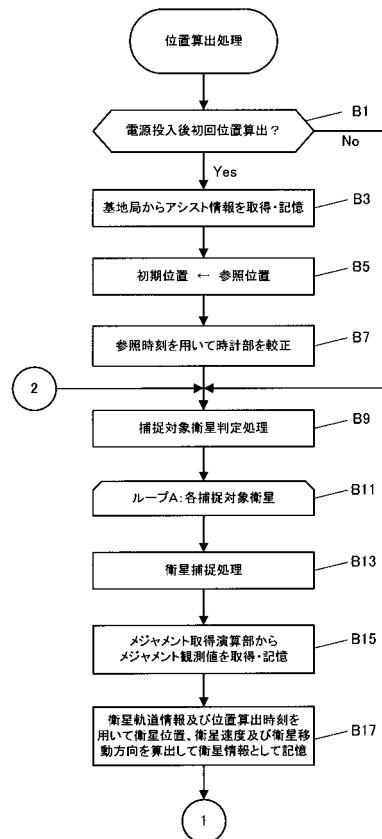 位置算出処理
B1
電源投入後初回位置算出?
No
Yes
B3
基地局からアシスト情報を取得・記憶
B5
初期位置 ← 参照位置
B7
参照時刻を用いて時計部を較正
2
B9
捕捉対象衛星判定処理
B11
ループA:各捕捉対象衛星
B13
衛星捕捉処理
B15
メジャメント取得演算部から
メジャメント観測値を取得・記憶
B17
衛星軌道情報及び位置算出時刻を
用いて衛星位置、衛星速度及び衛星移
動方向を算出して衛星情報として記憶
1